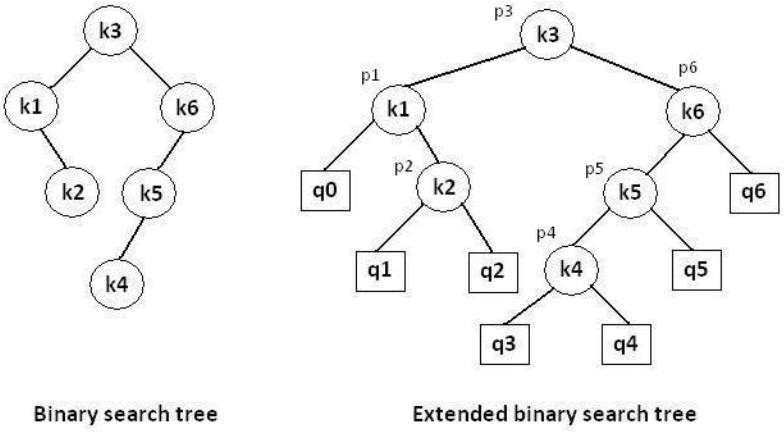 k3
k1
k6
k2
k5
k4
Binary search tree
p3
k3
p1
k1
p6
k6
q0
p2
k2
p5
k5
q6
q1
q2
p4
k4
q5
q3
q4
Extended binary search tree